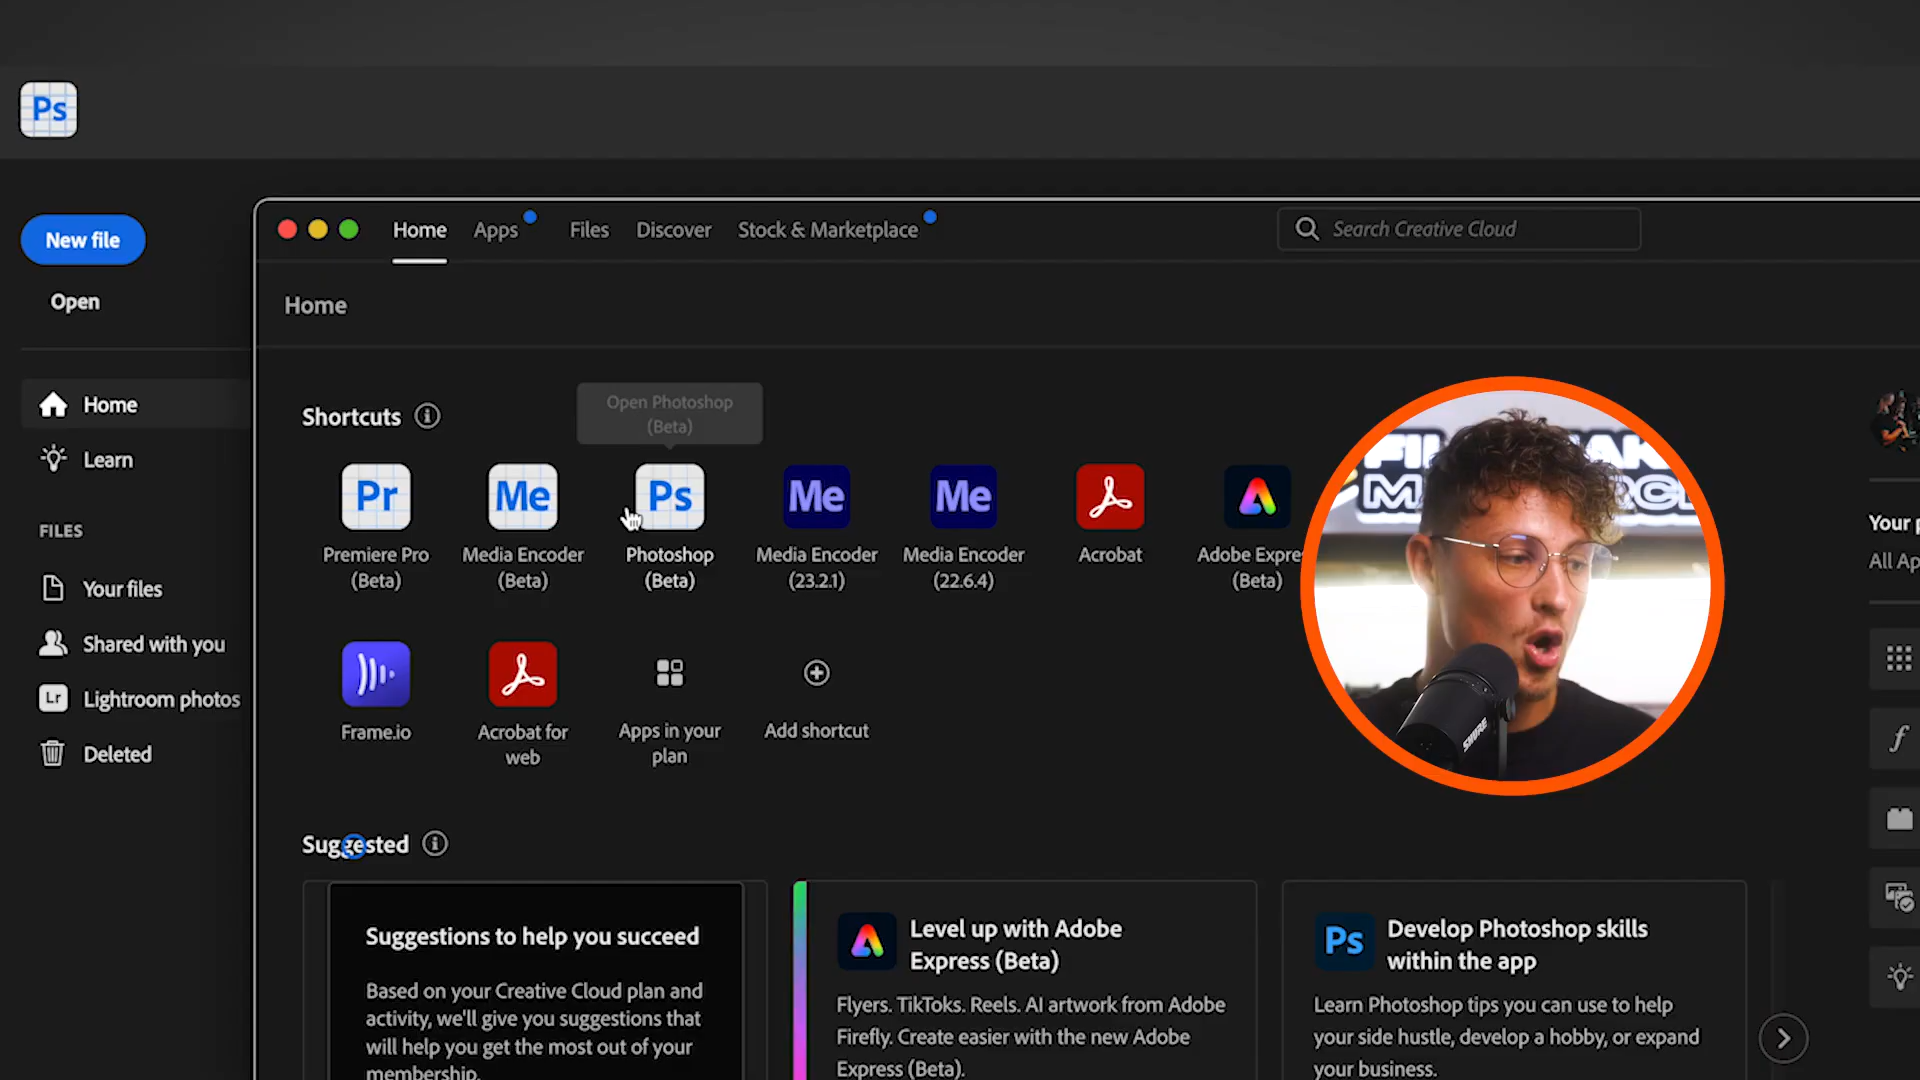 Ps
New file
Open
Home
Learn
FILES
Your files
Shared with you
Lr
Lightroom photos
Deleted
Home
Apps
Files
Discover
Stock & Marketplace
Search Creative Cloud
Home
Shortcuts
Open Photoshop
(Beta)
Pr
Premiere Pro
(Beta)
Me
Media Encoder
(Beta)
Ps
Photoshop
(Beta)
Me
Media Encoder
(23.2.1)
Me
Media Encoder
(22.6.4)
Acrobat
Adobe Expre
(Beta)
Frame.io
Acrobat for
web
Apps in your
plan
Add shortcut
SHURE
Your p
All Ap
Suggested
Suggestions to help you succeed
Based on your Creative Cloud plan and
activity, we'll give you suggestions that
will help you get the most out of your
membership.
Level up with Adobe
Express (Beta)
Flyers. TikToks. Reels. AI artwork from Adobe
Firefly. Create easier with the new Adobe
Express (Beta).
Ps
Develop Photoshop skills
within the app
Learn Photoshop tips you can use to help
your side hustle, develop a hobby, or expand
your business.